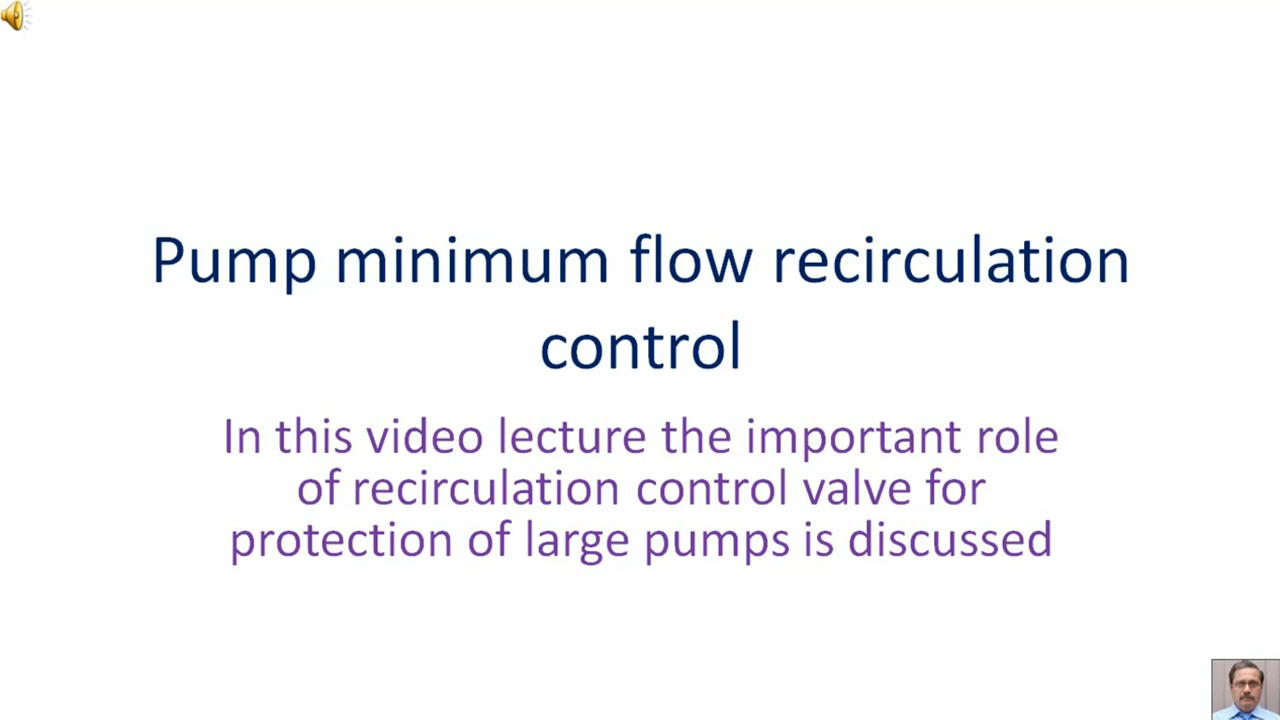 Pump minimum flow recirculation
control
In this video lecture the important role
of recirculation control valve for
protection of large pumps is discussed